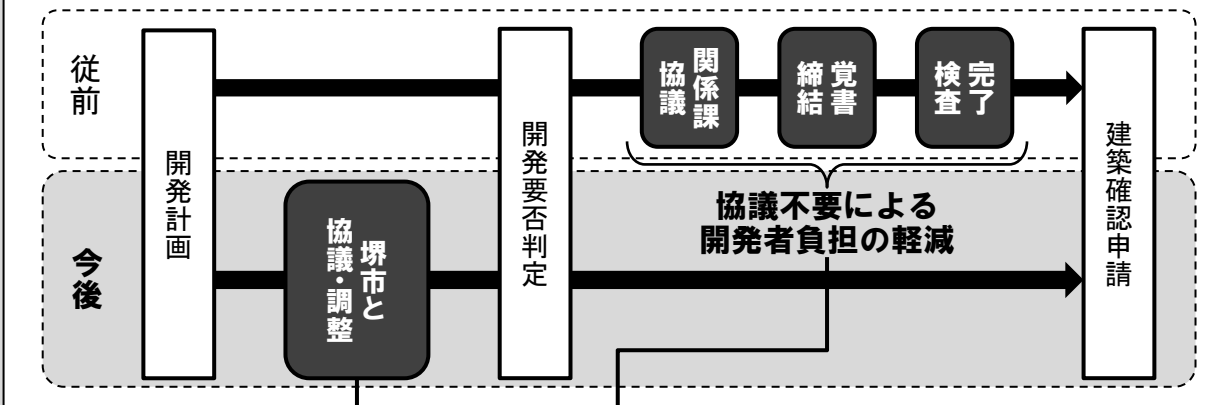 従前
開発計画
開発要否判定
関係課
協議
覚書
締結
完了
検査
建築確認申請
協議不要による
開発者負担の軽減
今後
堺市と
協議・調整